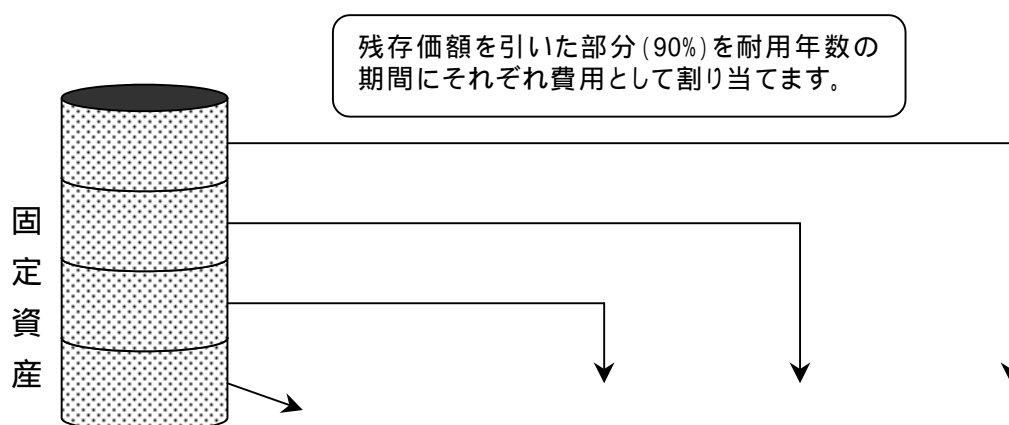 残存価額を引いた部分(90%)を耐用年数の
期間にそれぞれ費用として割り当てます。
固定資産